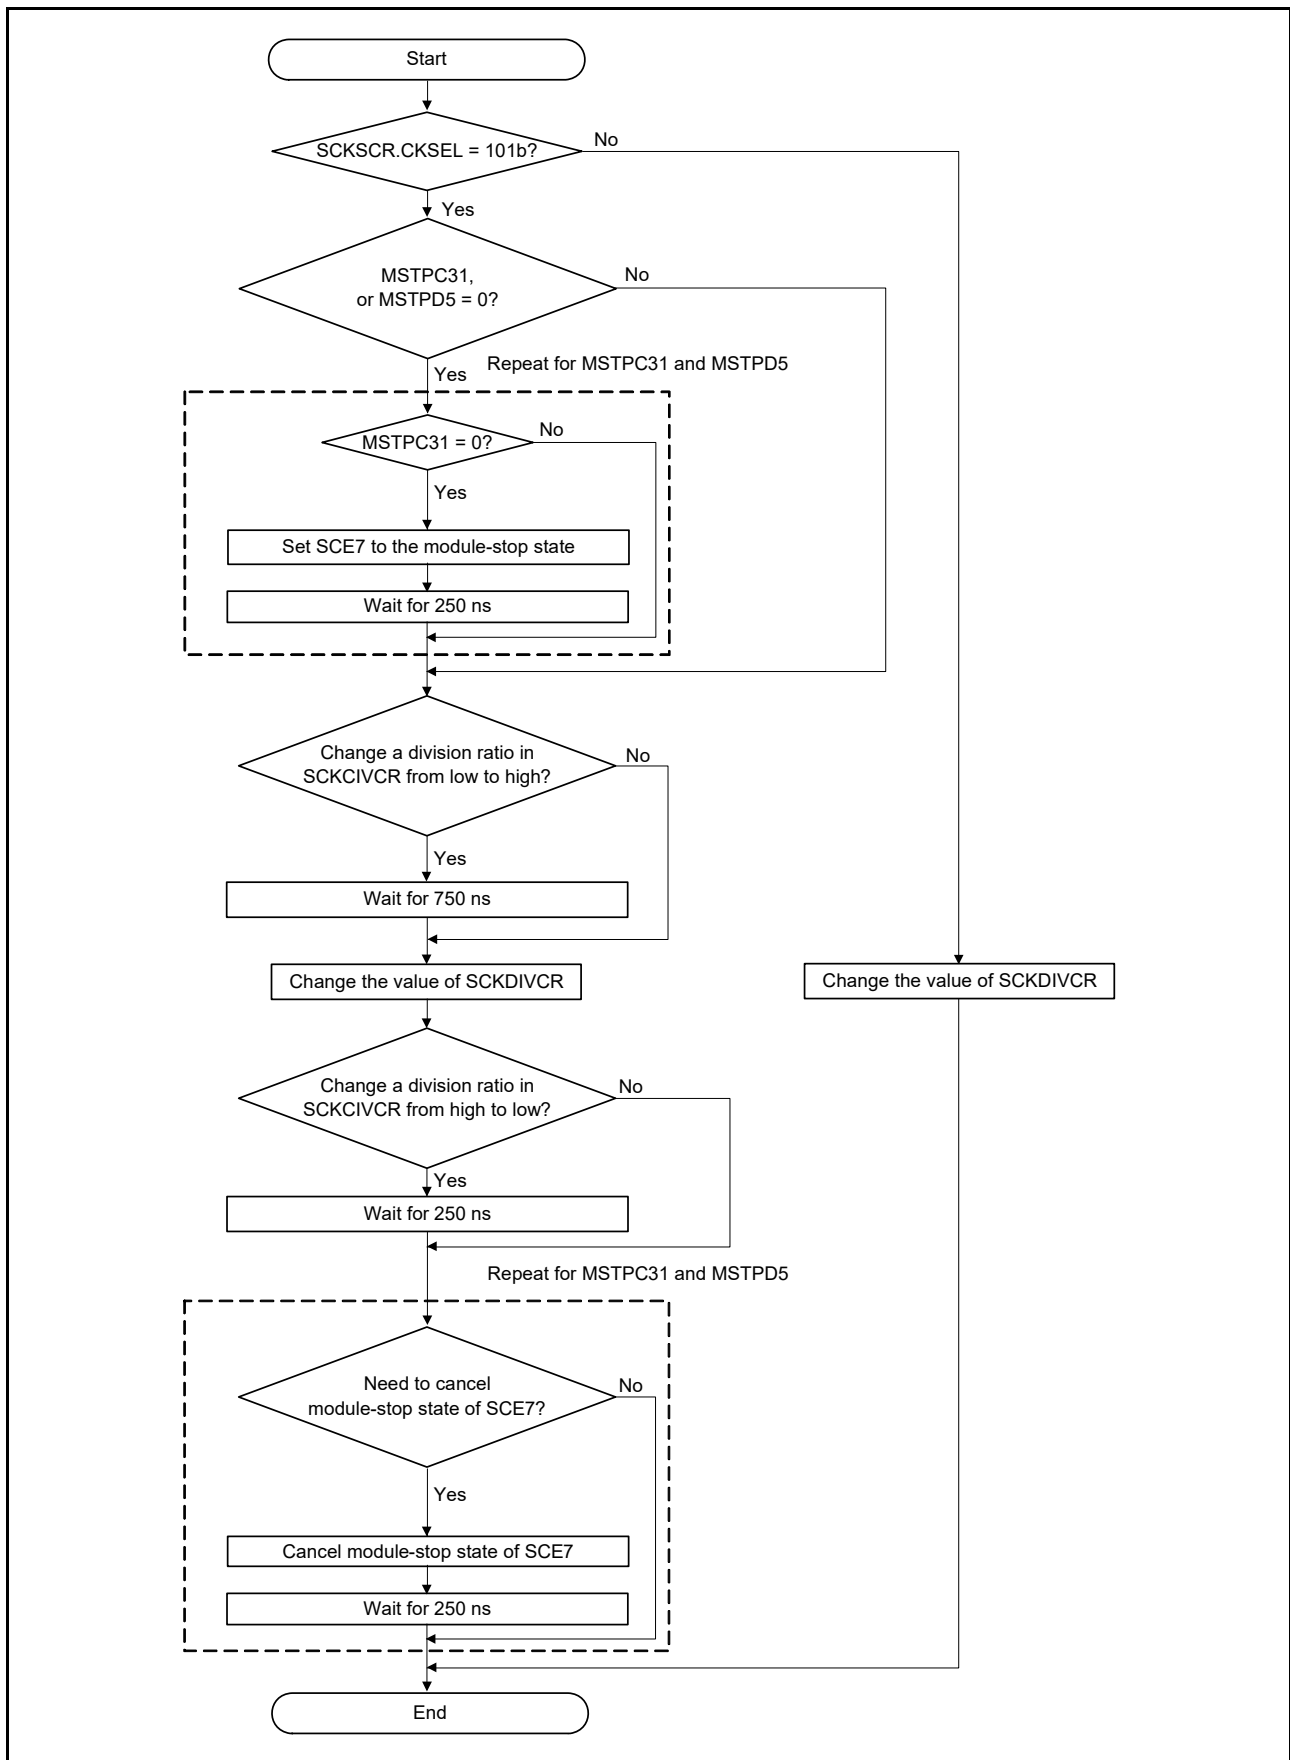 Start
SCKSCR.CKSEL = 101b?
No
Yes
MSTPC31,
or MSTPD5 = 0?
No
Yes
Repeat for MSTPC31 and MSTPD5
MSTPC31 = 0?
No
Yes
Set SCE7 to the module-stop state
Wait for 250 ns
Change a division ratio in
SCKCIVCR from low to high?
No
Yes
Wait for 750 ns
Change the value of SCKDIVCR
Change the value of SCKDIVCR
Change a division ratio in
SCKCIVCR from high to low?
No
Yes
Wait for 250 ns
Repeat for MSTPC31 and MSTPD5
Need to cancel
module-stop state of SCE7?
No
Yes
Cancel module-stop state of SCE7
Wait for 250 ns
End